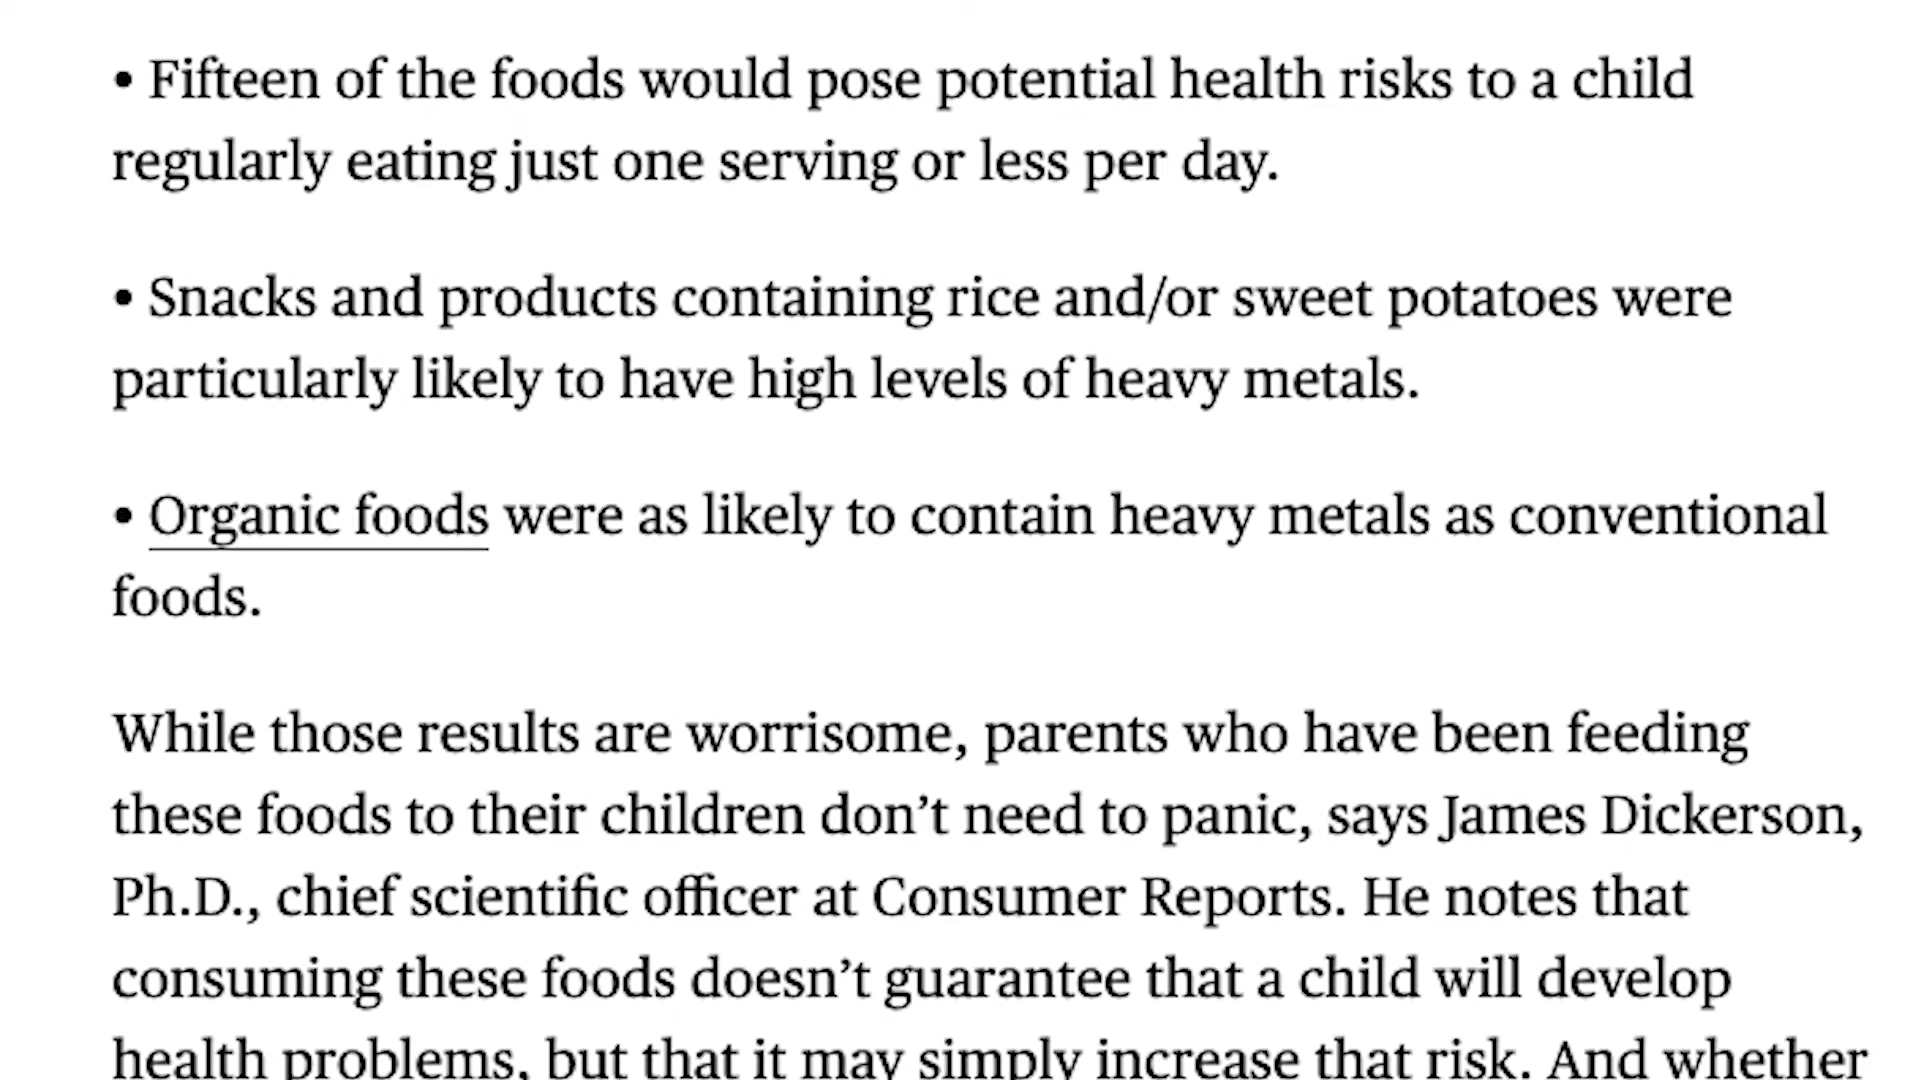 • Fifteen of the foods would pose potential health risks to a child
regularly eating just one serving or less per day.
• Snacks and products containing rice and/or sweet potatoes were
particularly likely to have high levels of heavy metals.
• Organic foods were as likely to contain heavy metals as conventional
foods.
While those results are worrisome, parents who have been feeding
these foods to their children don’t need to panic, says James Dickerson,
Ph.D., chief scientific officer at Consumer Reports. He notes that
consuming these foods doesn’t guarantee that a child will develop
health problems, but that it may simply increase that risk. And whether